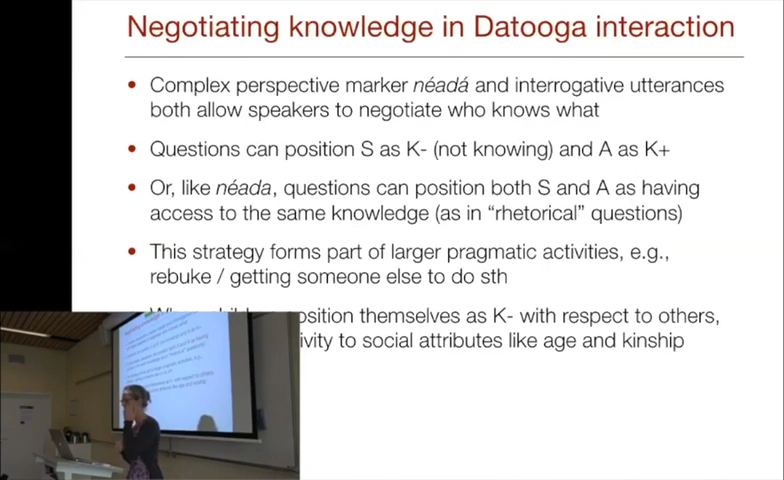 Negotiating knowledge in Datooga interaction
• Complex perspective marker néadá and interrogative utterances
both allow speakers to negotiate who knows what
• Questions can position S as K- (not knowing) and A as K+
• Or, like néada, questions can position both S and A as having
access to the same knowledge (as in “rhetorical” questions)
• This strategy forms part of larger pragmatic activities, e.g.,
rebuke / getting someone else to do sth
position themselves as K- with respect to others,
to social attributes like age and kinship